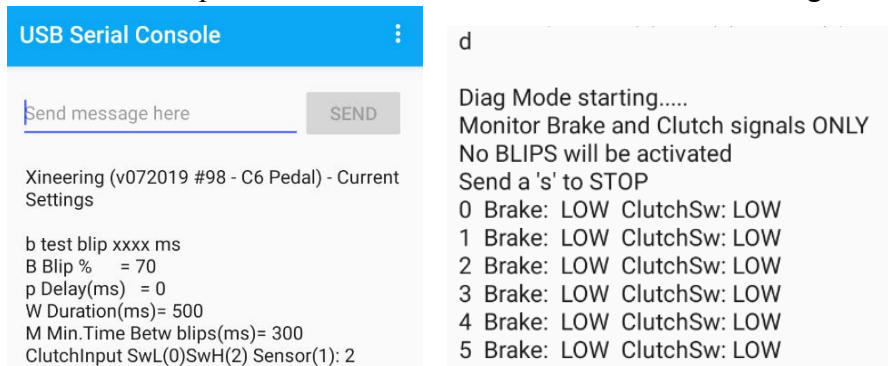 USB Serial Console
Send message here
SEND
Xineering (v072019 #98 - C6 Pedal) - Current
Settings
b test blip xxxx ms
B Blip % = 70
p Delay(ms) = 0
W Duration(ms)= 500
M Min.Time Betw blips(ms)= 300
ClutchInput SwL(0)SwH(2) Sensor(1): 2
d
Diag Mode starting.....
Monitor Brake and Clutch signals ONLY
No BLIPS will be activated
Send a 's' to STOP
0 Brake: LOW ClutchSw: LOW
1 Brake: LOW ClutchSw: LOW
2 Brake: LOW ClutchSw: LOW
3 Brake: LOW ClutchSw: LOW
4 Brake: LOW ClutchSw: LOW
5 Brake: LOW ClutchSw: LOW